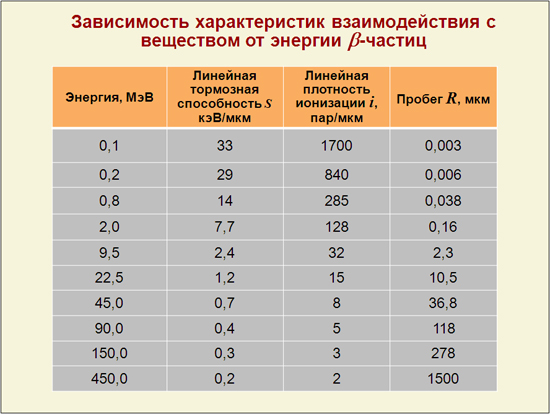 Зависимость характеристик взаимодействия с
веществом от энергии β-частиц
Энергия, МэВ
Линейная
тормозная
способность S
кэВ/мкм
Линейная
плотность
ионизации i,
пар/мкм
Пробег R, мкм
0,1 33 1700 0,003
0,2 29 840 0,006
0,8 14 285 0,038
2,0 7,7 128 0,16
9,5 2,4 32 2,3
22,5 1,2 15 10,5
45,0 0,7 8 36,8
90,0 0,4 5 118
150,0 0,3 3 278
450,0 0,2 2 1500